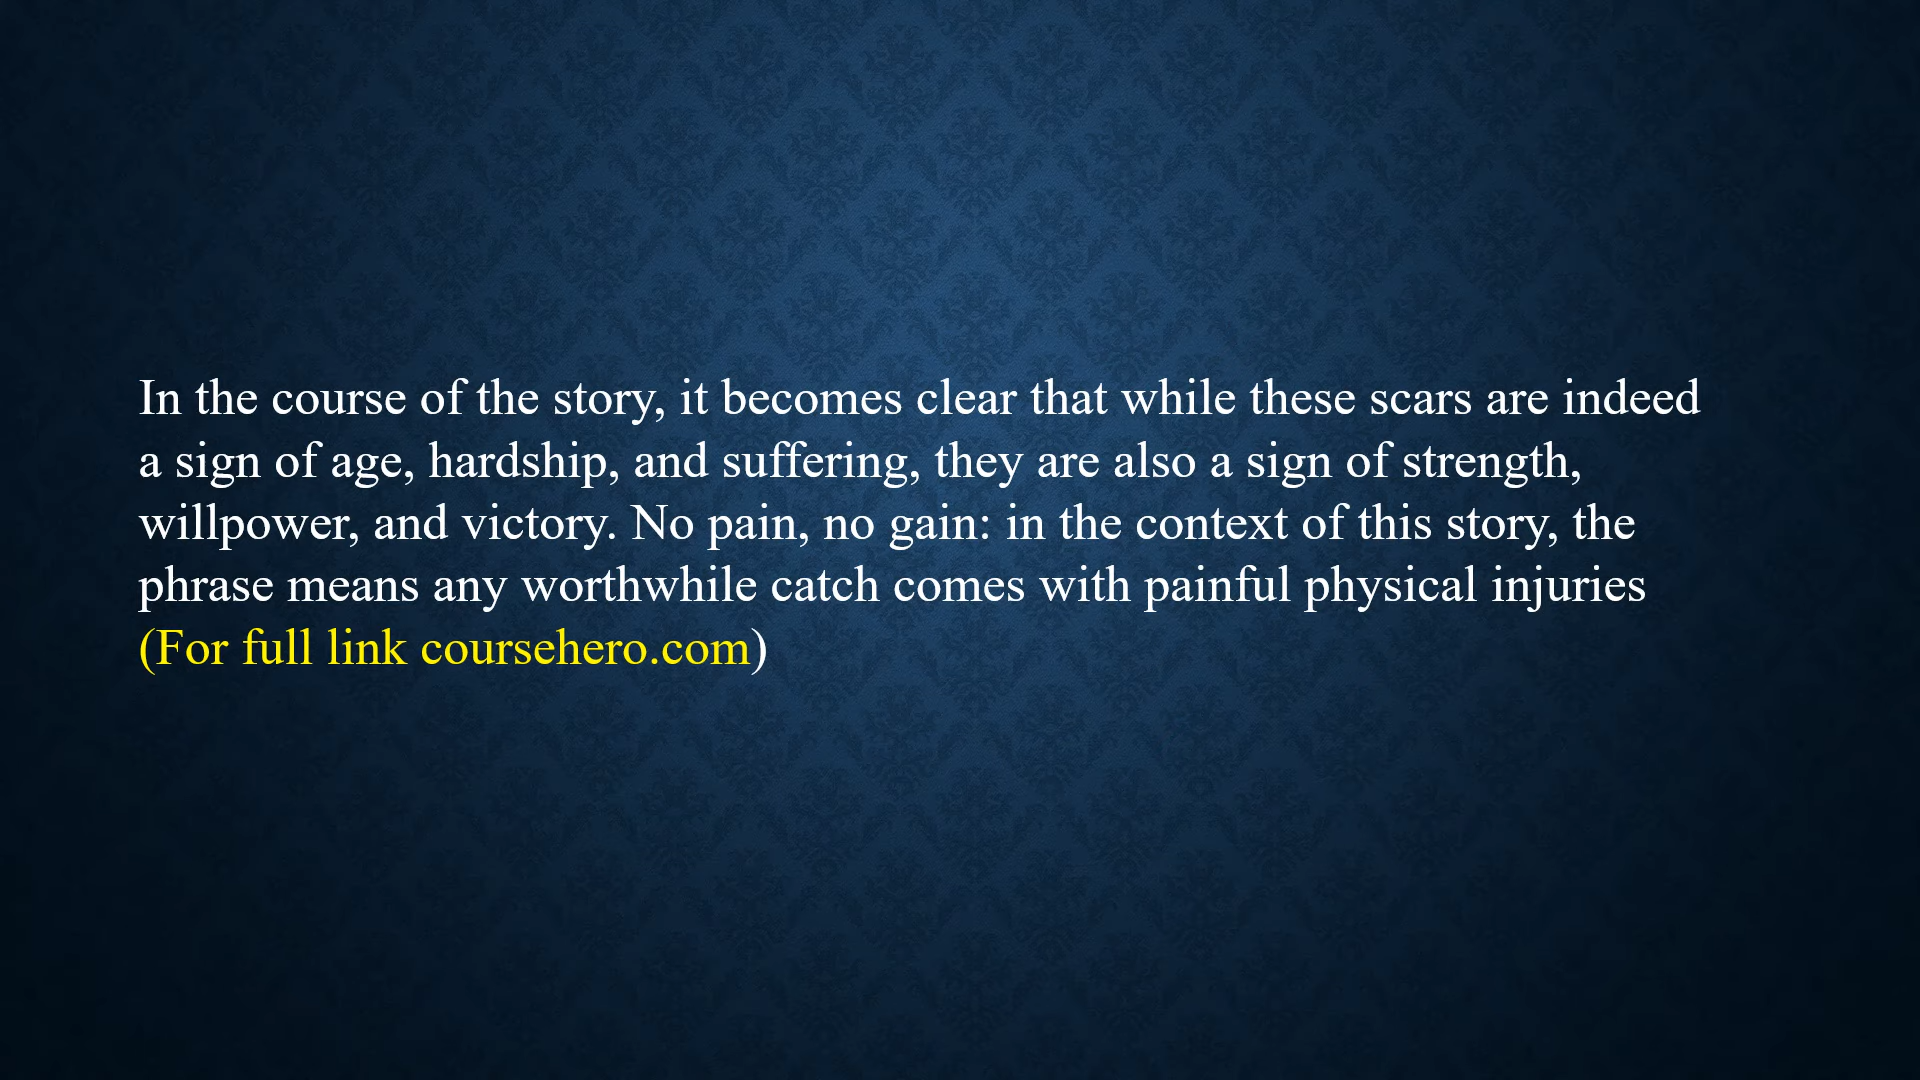 In the course of the story, it becomes clear that while these scars are indeed
a sign of age, hardship, and suffering, they are also a sign of strength,
willpower, and victory. No pain, no gain: in the context of this story, the
phrase means any worthwhile catch comes with painful physical injuries
(For full link coursehero.com)